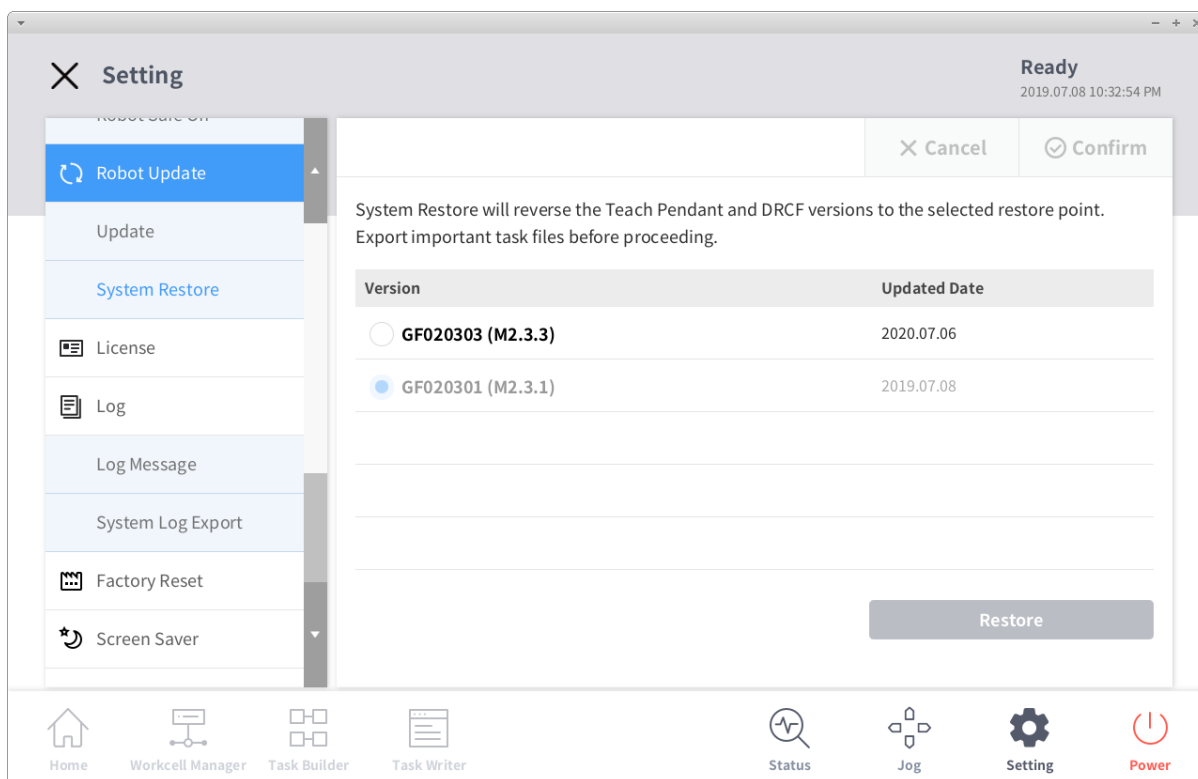 Setting
Ready
2019.07.08 10:32:54 PM
Robot Update
Update
System Restore
License
Log
Log Message
System Log Export
Factory Reset
Screen Saver
Cancel
Confirm
System Restore will reverse the Teach Pendant and DRCF versions to the selected restore point.
Export important task files before proceeding.
Version Updated Date
GF020303 (M2.3.3) 2020.07.06
GF020301 (M2.3.1) 2019.07.08
Restore
Home Workcell Manager Task Builder Task Writer Status Jog Setting Power